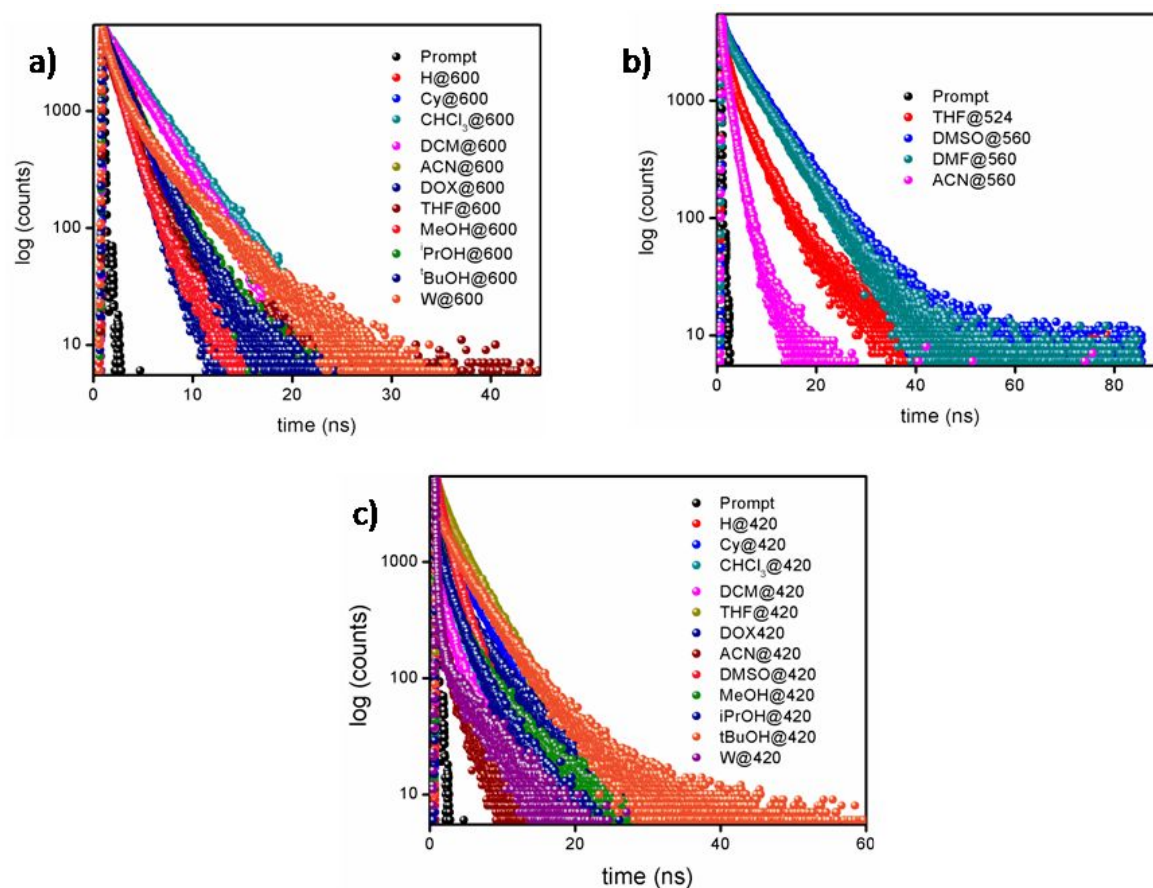 a)
log (counts)
1000
100
10
0 10 20 30 40
time (ns)
Prompt
H@600
Cy@600
CHCl₃@600
DCM@600
ACN@600
DOX@600
THF@600
MeOH@600
ⁱPrOH@600
ᵗBuOH@600
W@600
b)
log (counts)
1000
100
10
0 20 40 60 80
time (ns)
Prompt
THF@524
DMSO@560
DMF@560
ACN@560
c)
log (counts)
1000
100
10
0 20 40 60
time (ns)
Prompt
H@420
Cy@420
CHCl₃@420
DCM@420
THF@420
DOX420
ACN@420
DMSO@420
MeOH@420
iPrOH@420
tBuOH@420
W@420